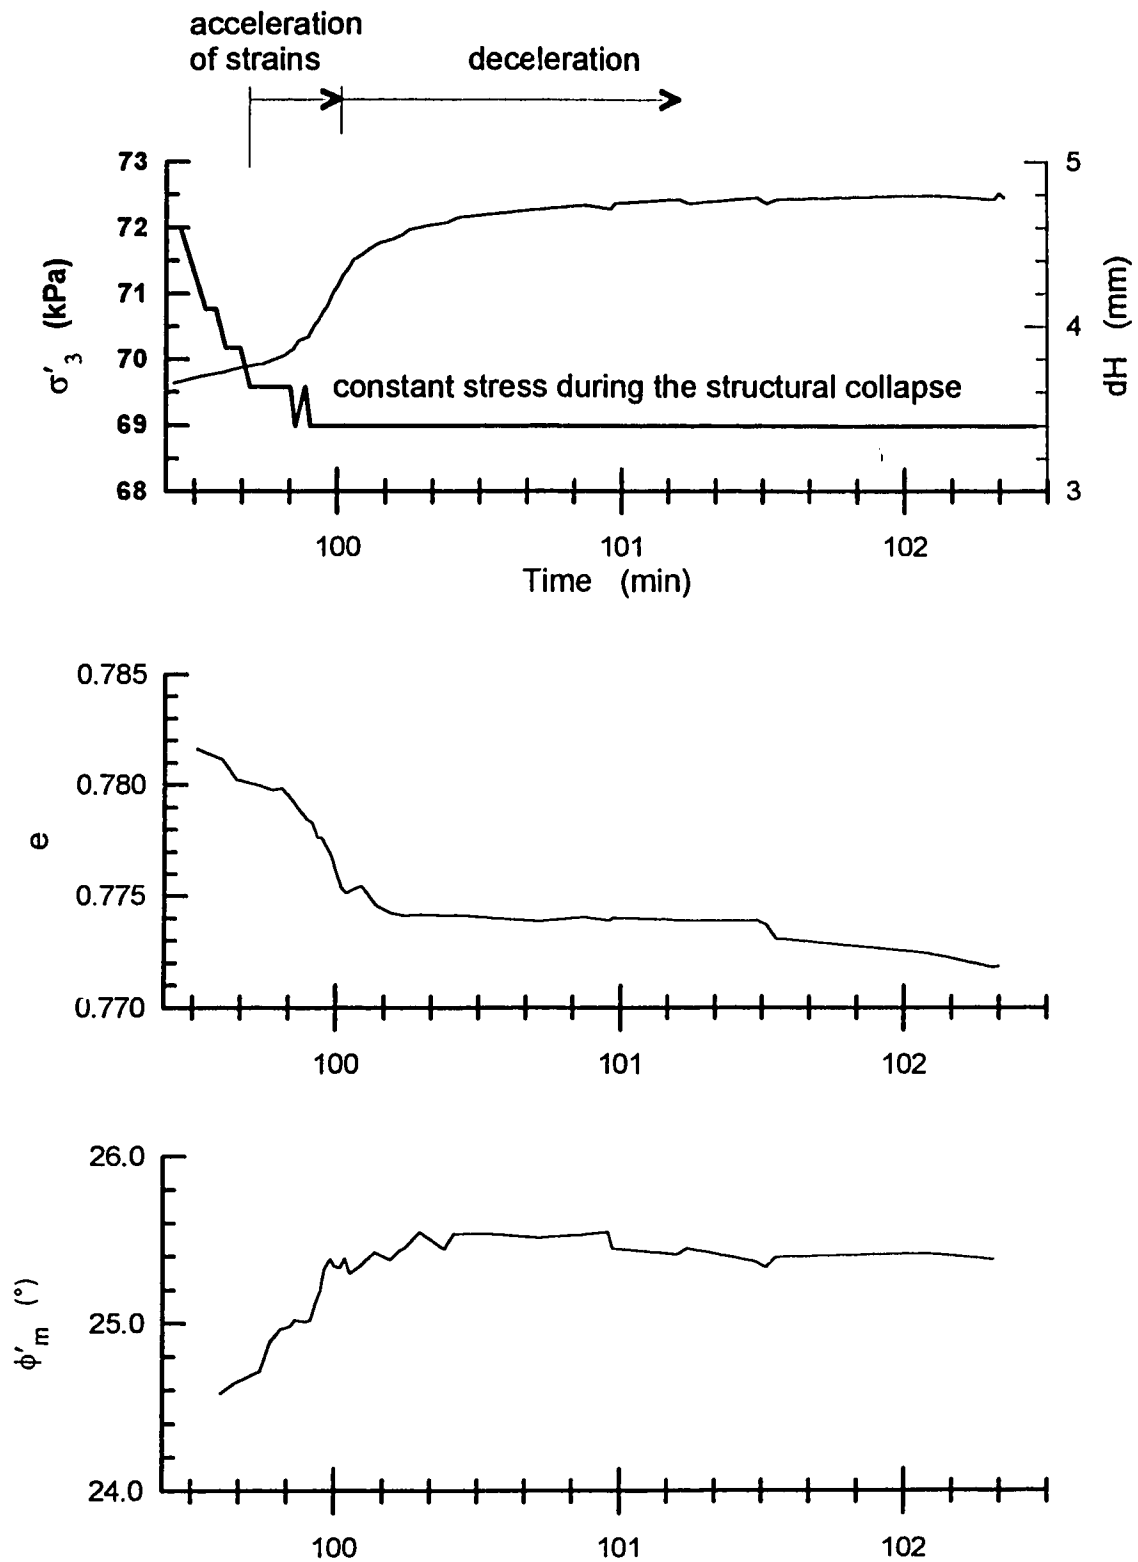 acceleration
of strains
deceleration
73
72
71
70
69
68
σ'3 (kPa)
5
4
3
dH (mm)
constant stress during the structural collapse
100 101 102
Time (min)
0.785
0.780
0.775
0.770
e
100 101 102
26.0
25.0
24.0
ϕ'm (°)
100 101 102